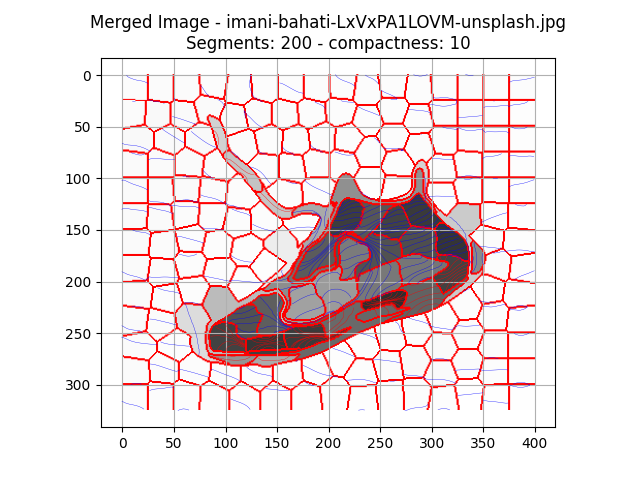 Merged Image - imani-bahati-LxVxPA1LOVM-unsplash.jpg
Segments: 200 - compactness: 10
0
50
100
150
200
250
300
0 50 100 150 200 250 300 350 400